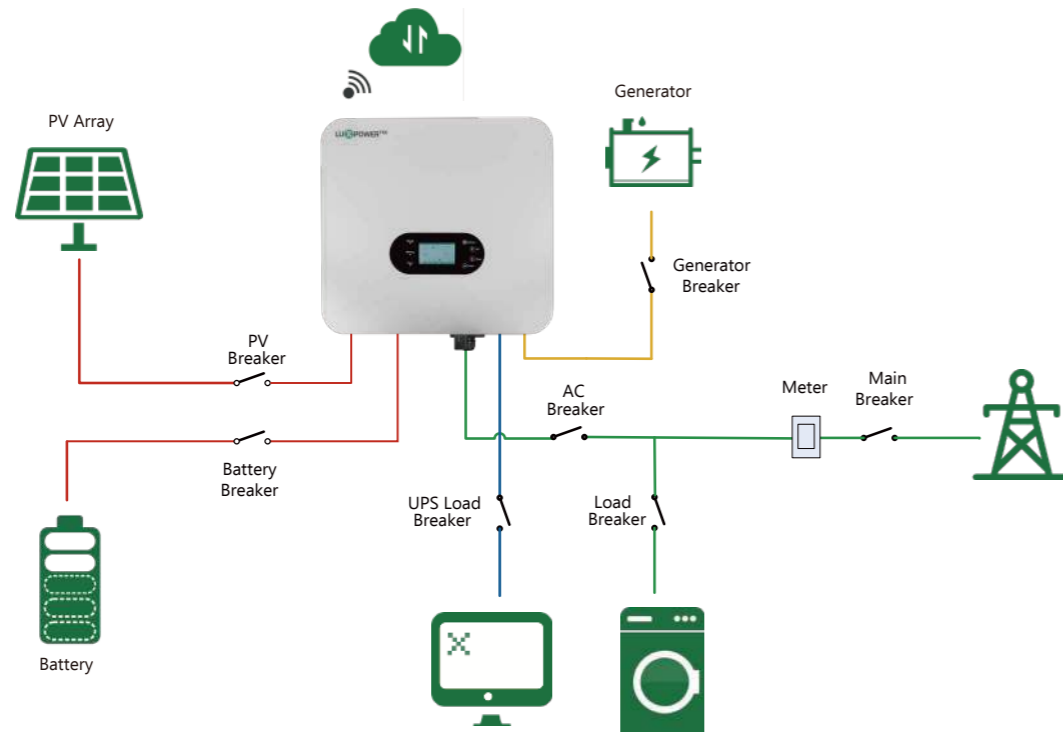 Generator
PV Array
LUXPOWER
Generator
Breaker
PV
Breaker
AC
Breaker
Meter
Main
Breaker
Battery
Breaker
UPS Load
Breaker
Load
Breaker
Battery